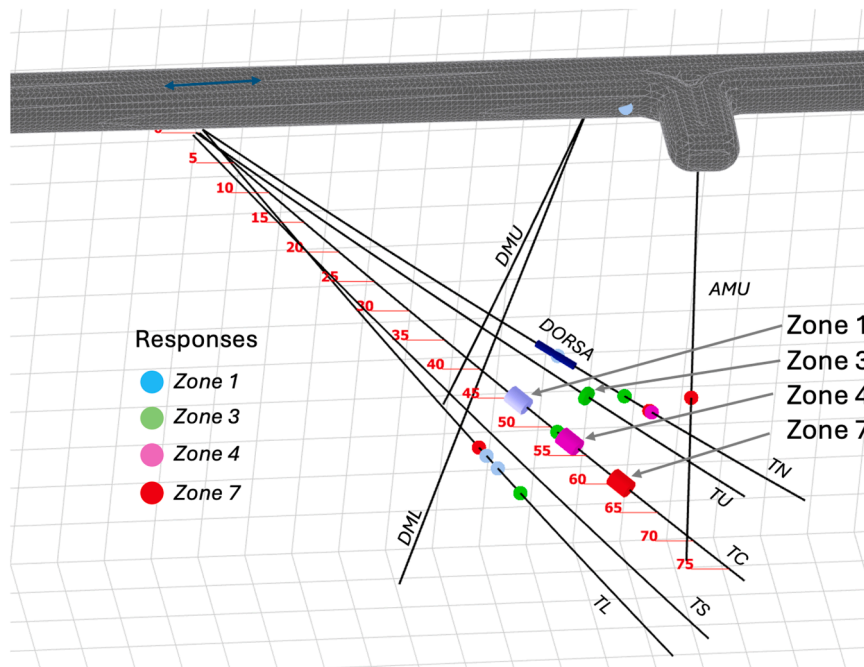 0
5
10
15
20
25
30
35
40
45
50
55
60
65
70
75
DMU
AMU
DORSA
Zone 1
Zone 3
Zone 4
Zone 7
Responses
Zone 1
Zone 3
Zone 4
Zone 7
TN
TU
TC
TS
TL
DML